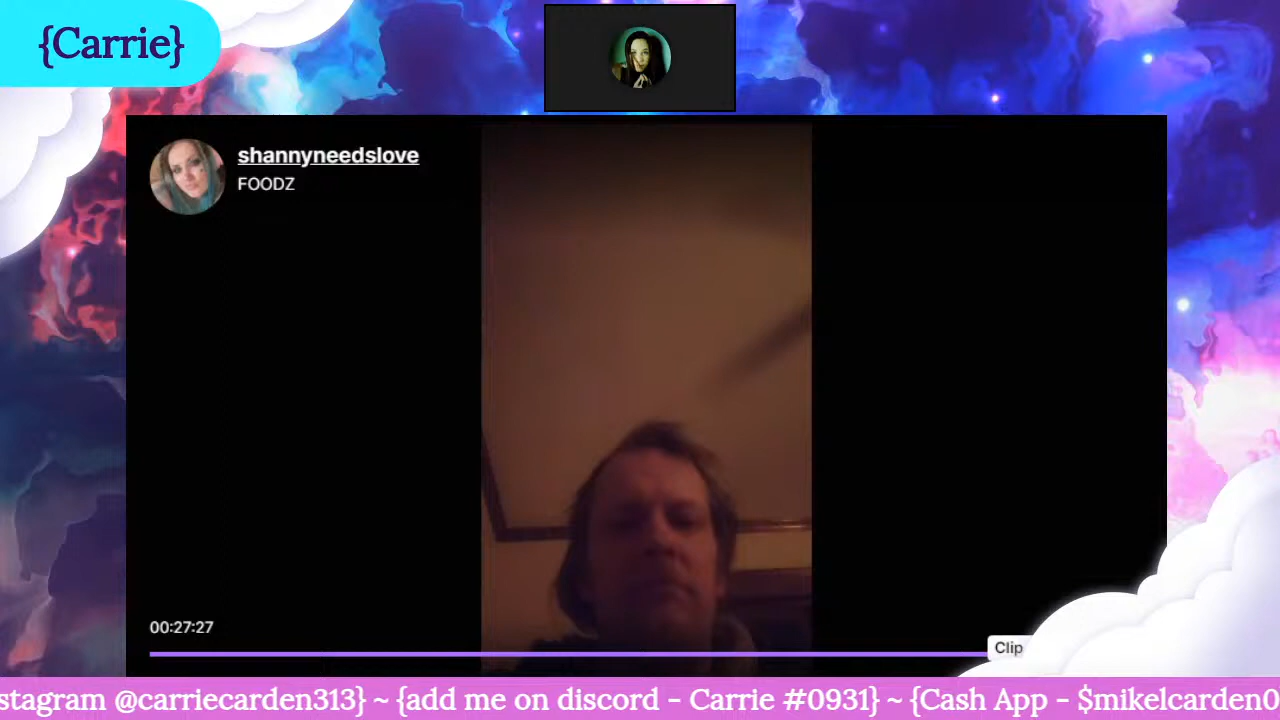 {Carrie}
shannyneedslove
FOODZ
00:27:27
Clip
stagram @carriecarden313} ~ {add me on discord - Carrie #0931} ~ {Cash App - $mikelcarden0